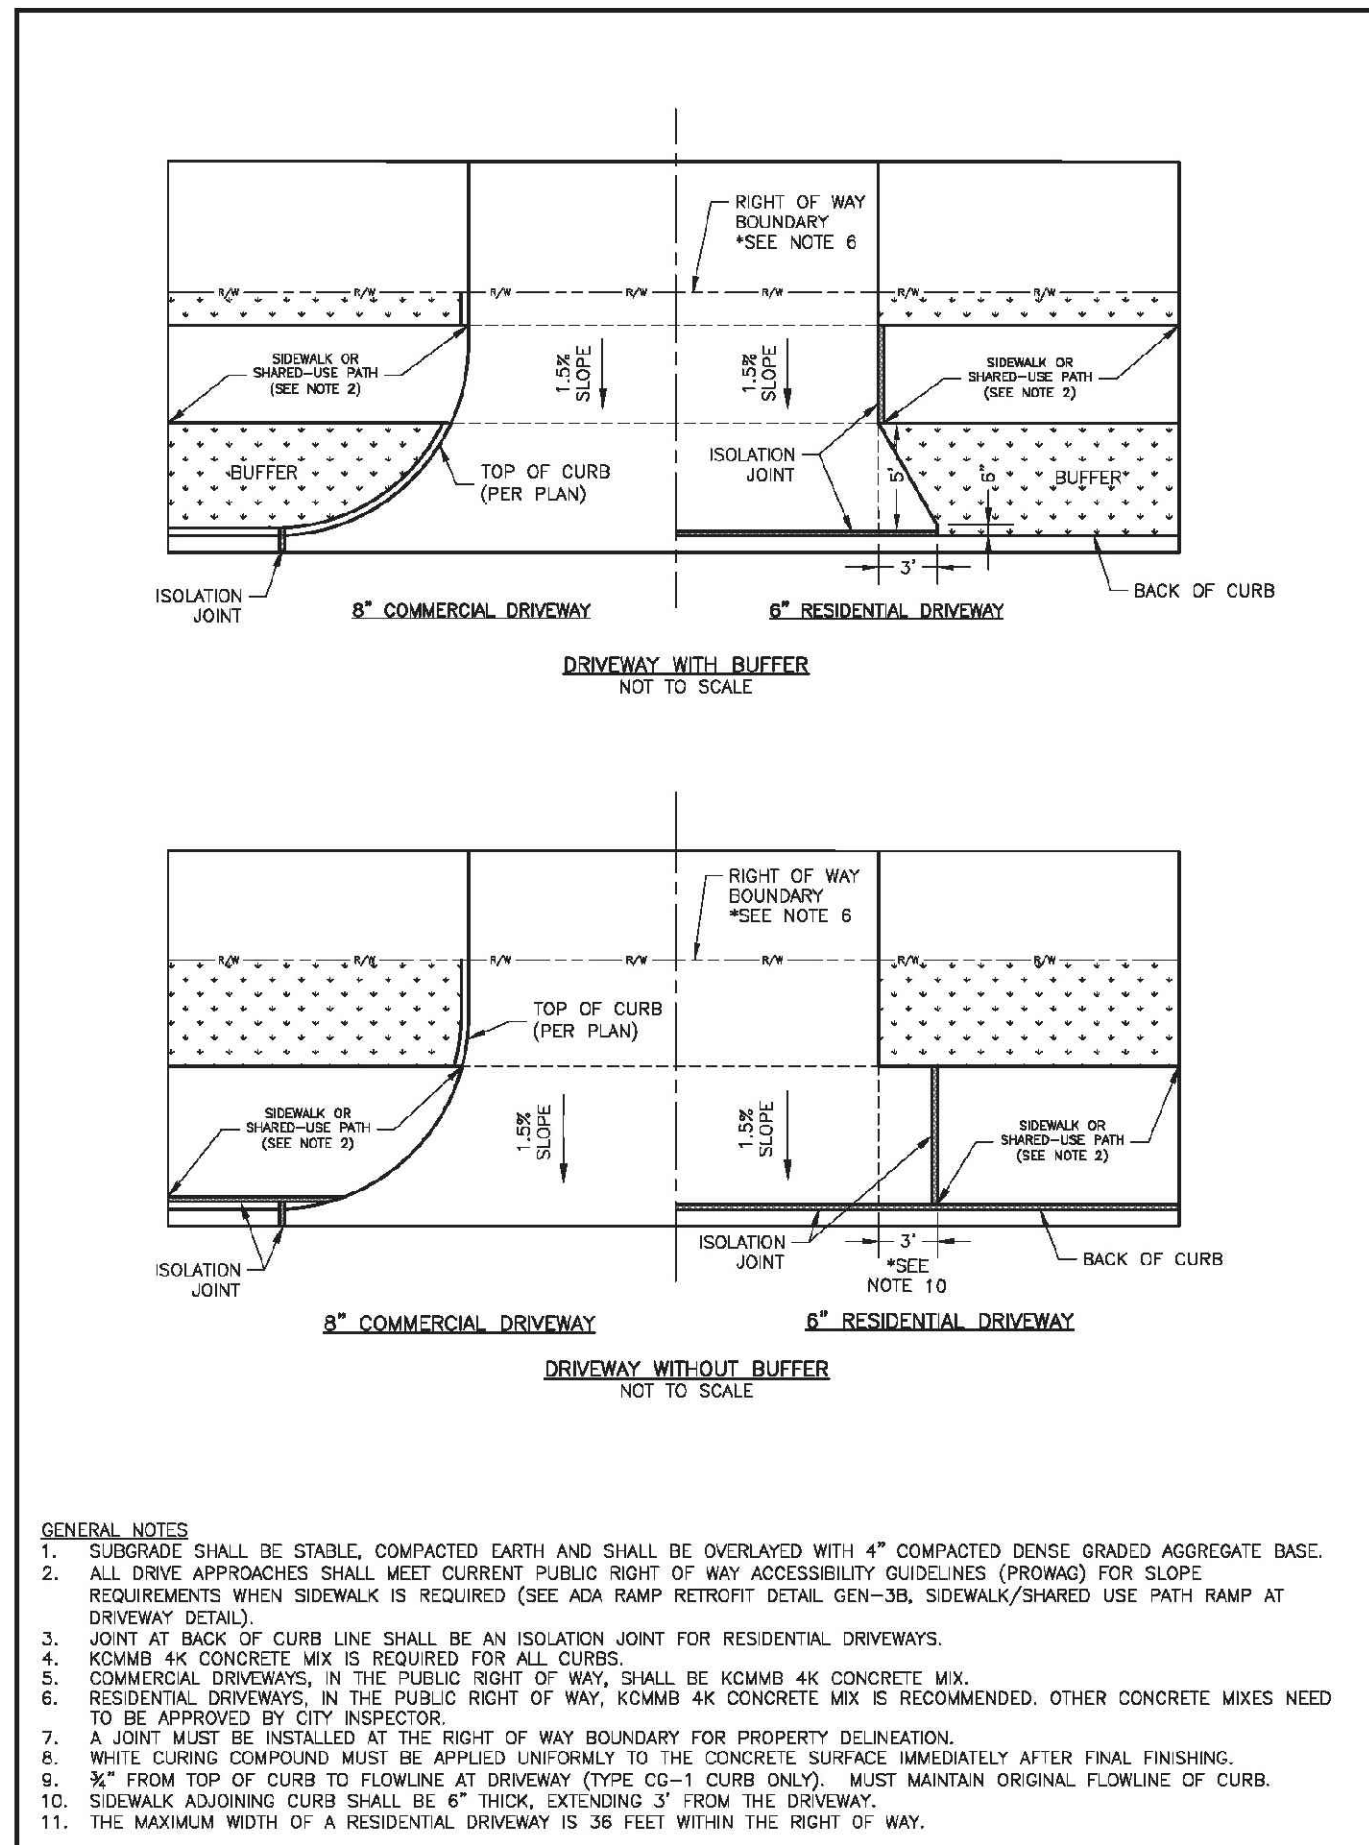 RIGHT OF WAY
BOUNDARY
*SEE NOTE 6
R/W R/W R/W R/W R/W R/W R/W
SIDEWALK OR
SHARED-USE PATH
(SEE NOTE 2)
1.5%
SLOPE
1.5%
SLOPE
SIDEWALK OR
SHARED-USE PATH
(SEE NOTE 2)
BUFFER
TOP OF CURB
(PER PLAN)
ISOLATION
JOINT
5'
6"
BUFFER
3'
ISOLATION
JOINT
BACK OF CURB
8" COMMERCIAL DRIVEWAY
6" RESIDENTIAL DRIVEWAY
DRIVEWAY WITH BUFFER
NOT TO SCALE
RIGHT OF WAY
BOUNDARY
*SEE NOTE 6
R/W R/W R/W R/W R/W R/W R/W
TOP OF CURB
(PER PLAN)
SIDEWALK OR
SHARED-USE PATH
(SEE NOTE 2)
1.5%
SLOPE
1.5%
SLOPE
SIDEWALK OR
SHARED-USE PATH
(SEE NOTE 2)
ISOLATION
JOINT
ISOLATION
JOINT
3'
*SEE
NOTE 10
BACK OF CURB
8" COMMERCIAL DRIVEWAY
6" RESIDENTIAL DRIVEWAY
DRIVEWAY WITHOUT BUFFER
NOT TO SCALE
GENERAL NOTES
1. SUBGRADE SHALL BE STABLE, COMPACTED EARTH AND SHALL BE OVERLAYED WITH 4" COMPACTED DENSE GRADED AGGREGATE BASE.
2. ALL DRIVE APPROACHES SHALL MEET CURRENT PUBLIC RIGHT OF WAY ACCESSIBILITY GUIDELINES (PROWAG) FOR SLOPE
REQUIREMENTS WHEN SIDEWALK IS REQUIRED (SEE ADA RAMP RETROFIT DETAIL GEN-3B, SIDEWALK/SHARED USE PATH RAMP AT
DRIVEWAY DETAIL).
3. JOINT AT BACK OF CURB LINE SHALL BE AN ISOLATION JOINT FOR RESIDENTIAL DRIVEWAYS.
4. KCMMB 4K CONCRETE MIX IS REQUIRED FOR ALL CURBS.
5. COMMERCIAL DRIVEWAYS, IN THE PUBLIC RIGHT OF WAY, SHALL BE KCMMB 4K CONCRETE MIX.
6. RESIDENTIAL DRIVEWAYS, IN THE PUBLIC RIGHT OF WAY, KCMMB 4K CONCRETE MIX IS RECOMMENDED. OTHER CONCRETE MIXES NEED
TO BE APPROVED BY CITY INSPECTOR.
7. A JOINT MUST BE INSTALLED AT THE RIGHT OF WAY BOUNDARY FOR PROPERTY DELINEATION.
8. WHITE CURING COMPOUND MUST BE APPLIED UNIFORMLY TO THE CONCRETE SURFACE IMMEDIATELY AFTER FINAL FINISHING.
9. ¾" FROM TOP OF CURB TO FLOWLINE AT DRIVEWAY (TYPE CG-1 CURB ONLY). MUST MAINTAIN ORIGINAL FLOWLINE OF CURB.
10. SIDEWALK ADJOINING CURB SHALL BE 6" THICK, EXTENDING 3' FROM THE DRIVEWAY.
11. THE MAXIMUM WIDTH OF A RESIDENTIAL DRIVEWAY IS 36 FEET WITHIN THE RIGHT OF WAY.